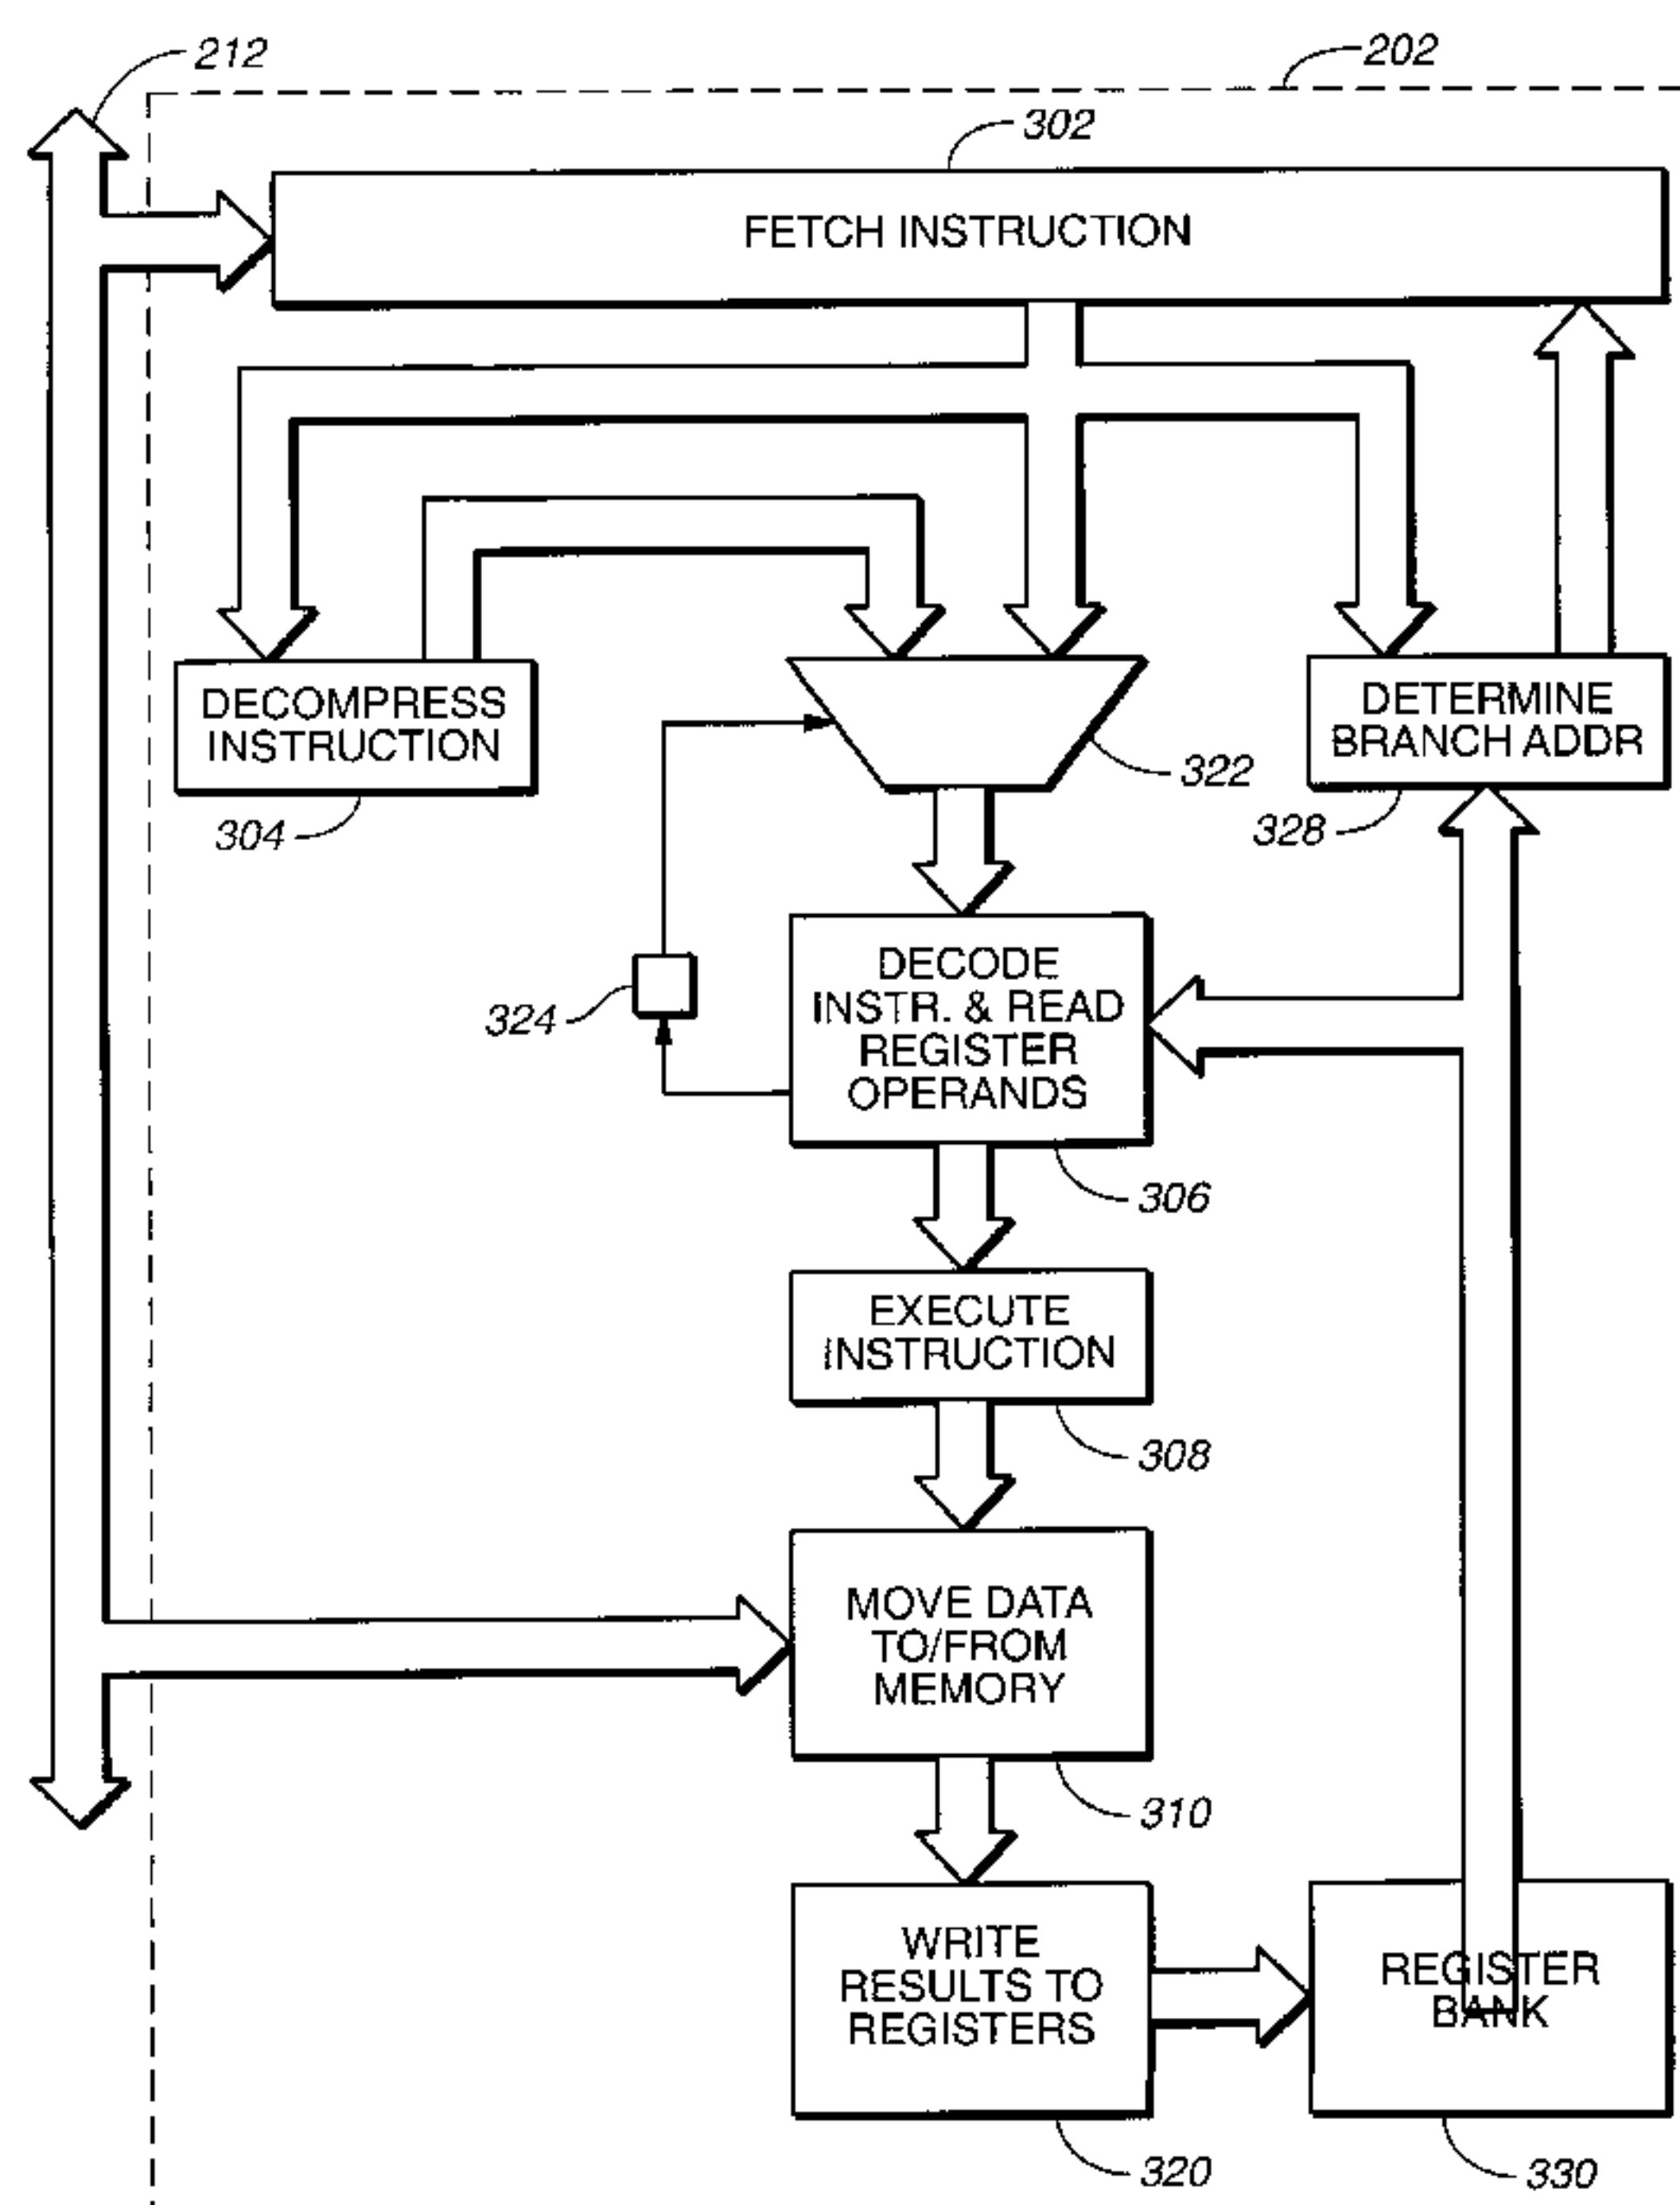 212
202
302
FETCH INSTRUCTION
DECOMPRESS
INSTRUCTION
304
322
DETERMINE
BRANCH ADDR
328
DECODE
INSTR. & READ
REGISTER
OPERANDS
324
306
EXECUTE
INSTRUCTION
308
MOVE DATA
TO/FROM
MEMORY
310
WRITE
RESULTS TO
REGISTERS
320
REGISTER
BANK
330